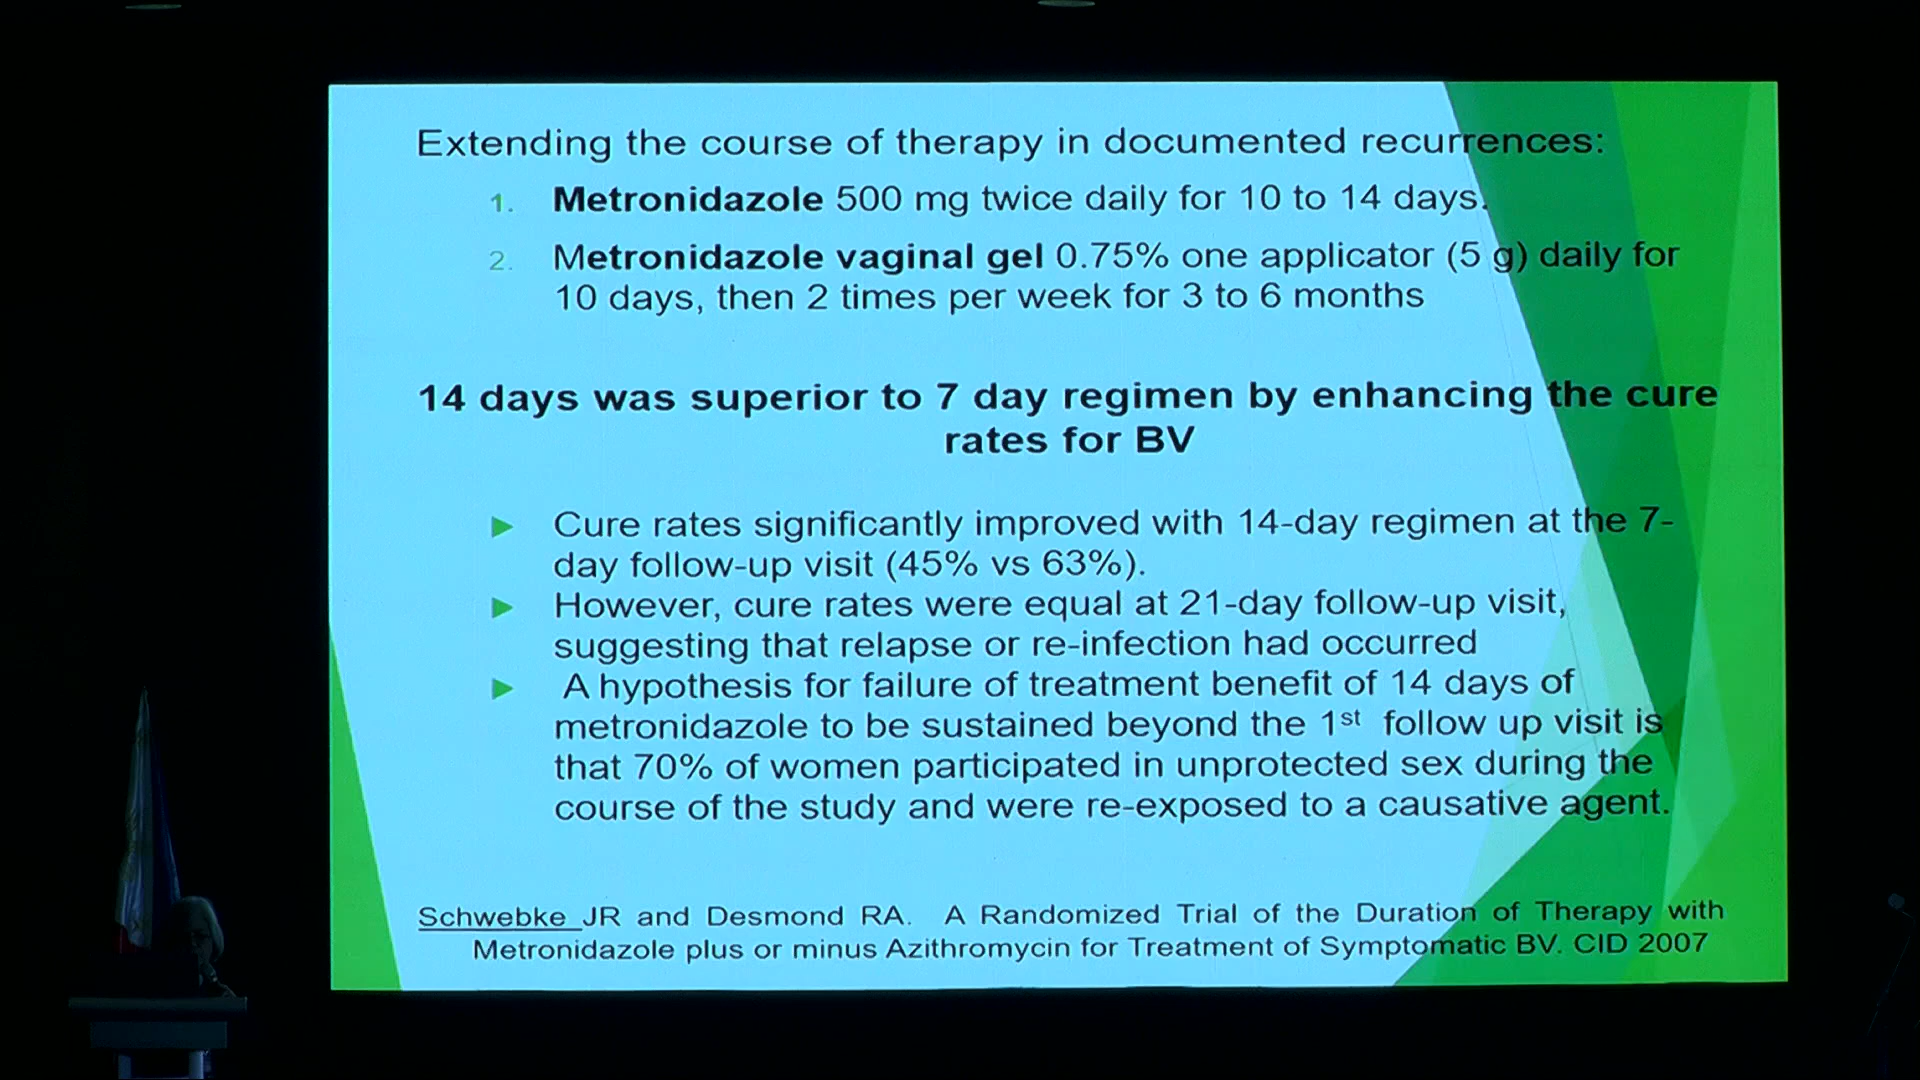 Extending the course of therapy in documented recurrences:
1. Metronidazole 500 mg twice daily for 10 to 14 days.
2. Metronidazole vaginal gel 0.75% one applicator (5 g) daily for
10 days, then 2 times per week for 3 to 6 months
14 days was superior to 7 day regimen by enhancing the cure
rates for BV
Cure rates significantly improved with 14-day regimen at the 7-
day follow-up visit (45% vs 63%).
However, cure rates were equal at 21-day follow-up visit,
suggesting that relapse or re-infection had occurred
A hypothesis for failure of treatment benefit of 14 days of
metronidazole to be sustained beyond the 1st follow up visit is
that 70% of women participated in unprotected sex during the
course of the study and were re-exposed to a causative agent.
Schwebke JR and Desmond RA. A Randomized Trial of the Duration of Therapy with
Metronidazole plus or minus Azithromycin for Treatment of Symptomatic BV. CID 2007